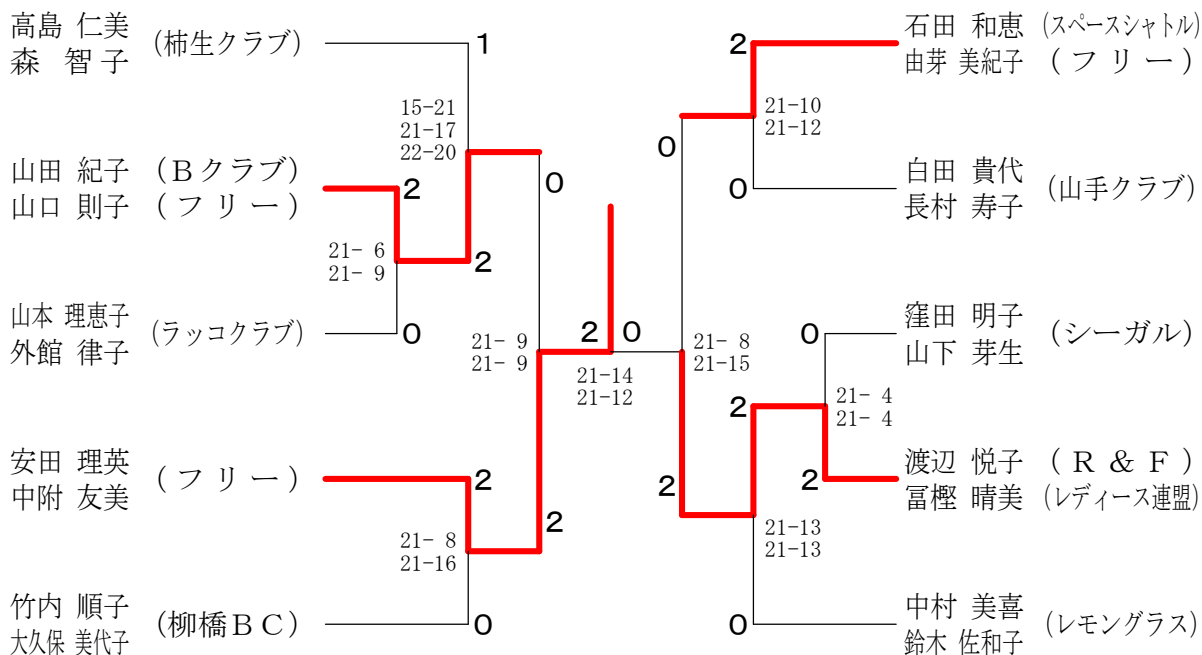 高島 仁美
森 智子
(柿生クラブ)
1
15-21
21-17
22-20
山田 紀子 (Bクラブ)
山口 則子 (フリー)
2
0
21- 6
21- 9
2
山本 理恵子
外館 律子
(ラッコクラブ)
0
21- 9
21- 9
安田 理英
中附 友美
(フリー)
2
2
21- 8
21-16
竹内 順子
大久保 美代子
(柳橋BC)
0
2 0
21-14
21-12
石田 和恵 (スペースシャトル)
由芽 美紀子 (フリー)
2
21-10
21-12
0
白田 貴代
長村 寿子
(山手クラブ)
0
窪田 明子
山下 芽生
(シーガル)
0
21- 8
21-15
21- 4
21- 4
2
渡辺 悦子 (R&F)
冨樫 晴美 (レディース連盟)
2
2
21-13
21-13
中村 美喜
鈴木 佐和子
(レモングラス)
0